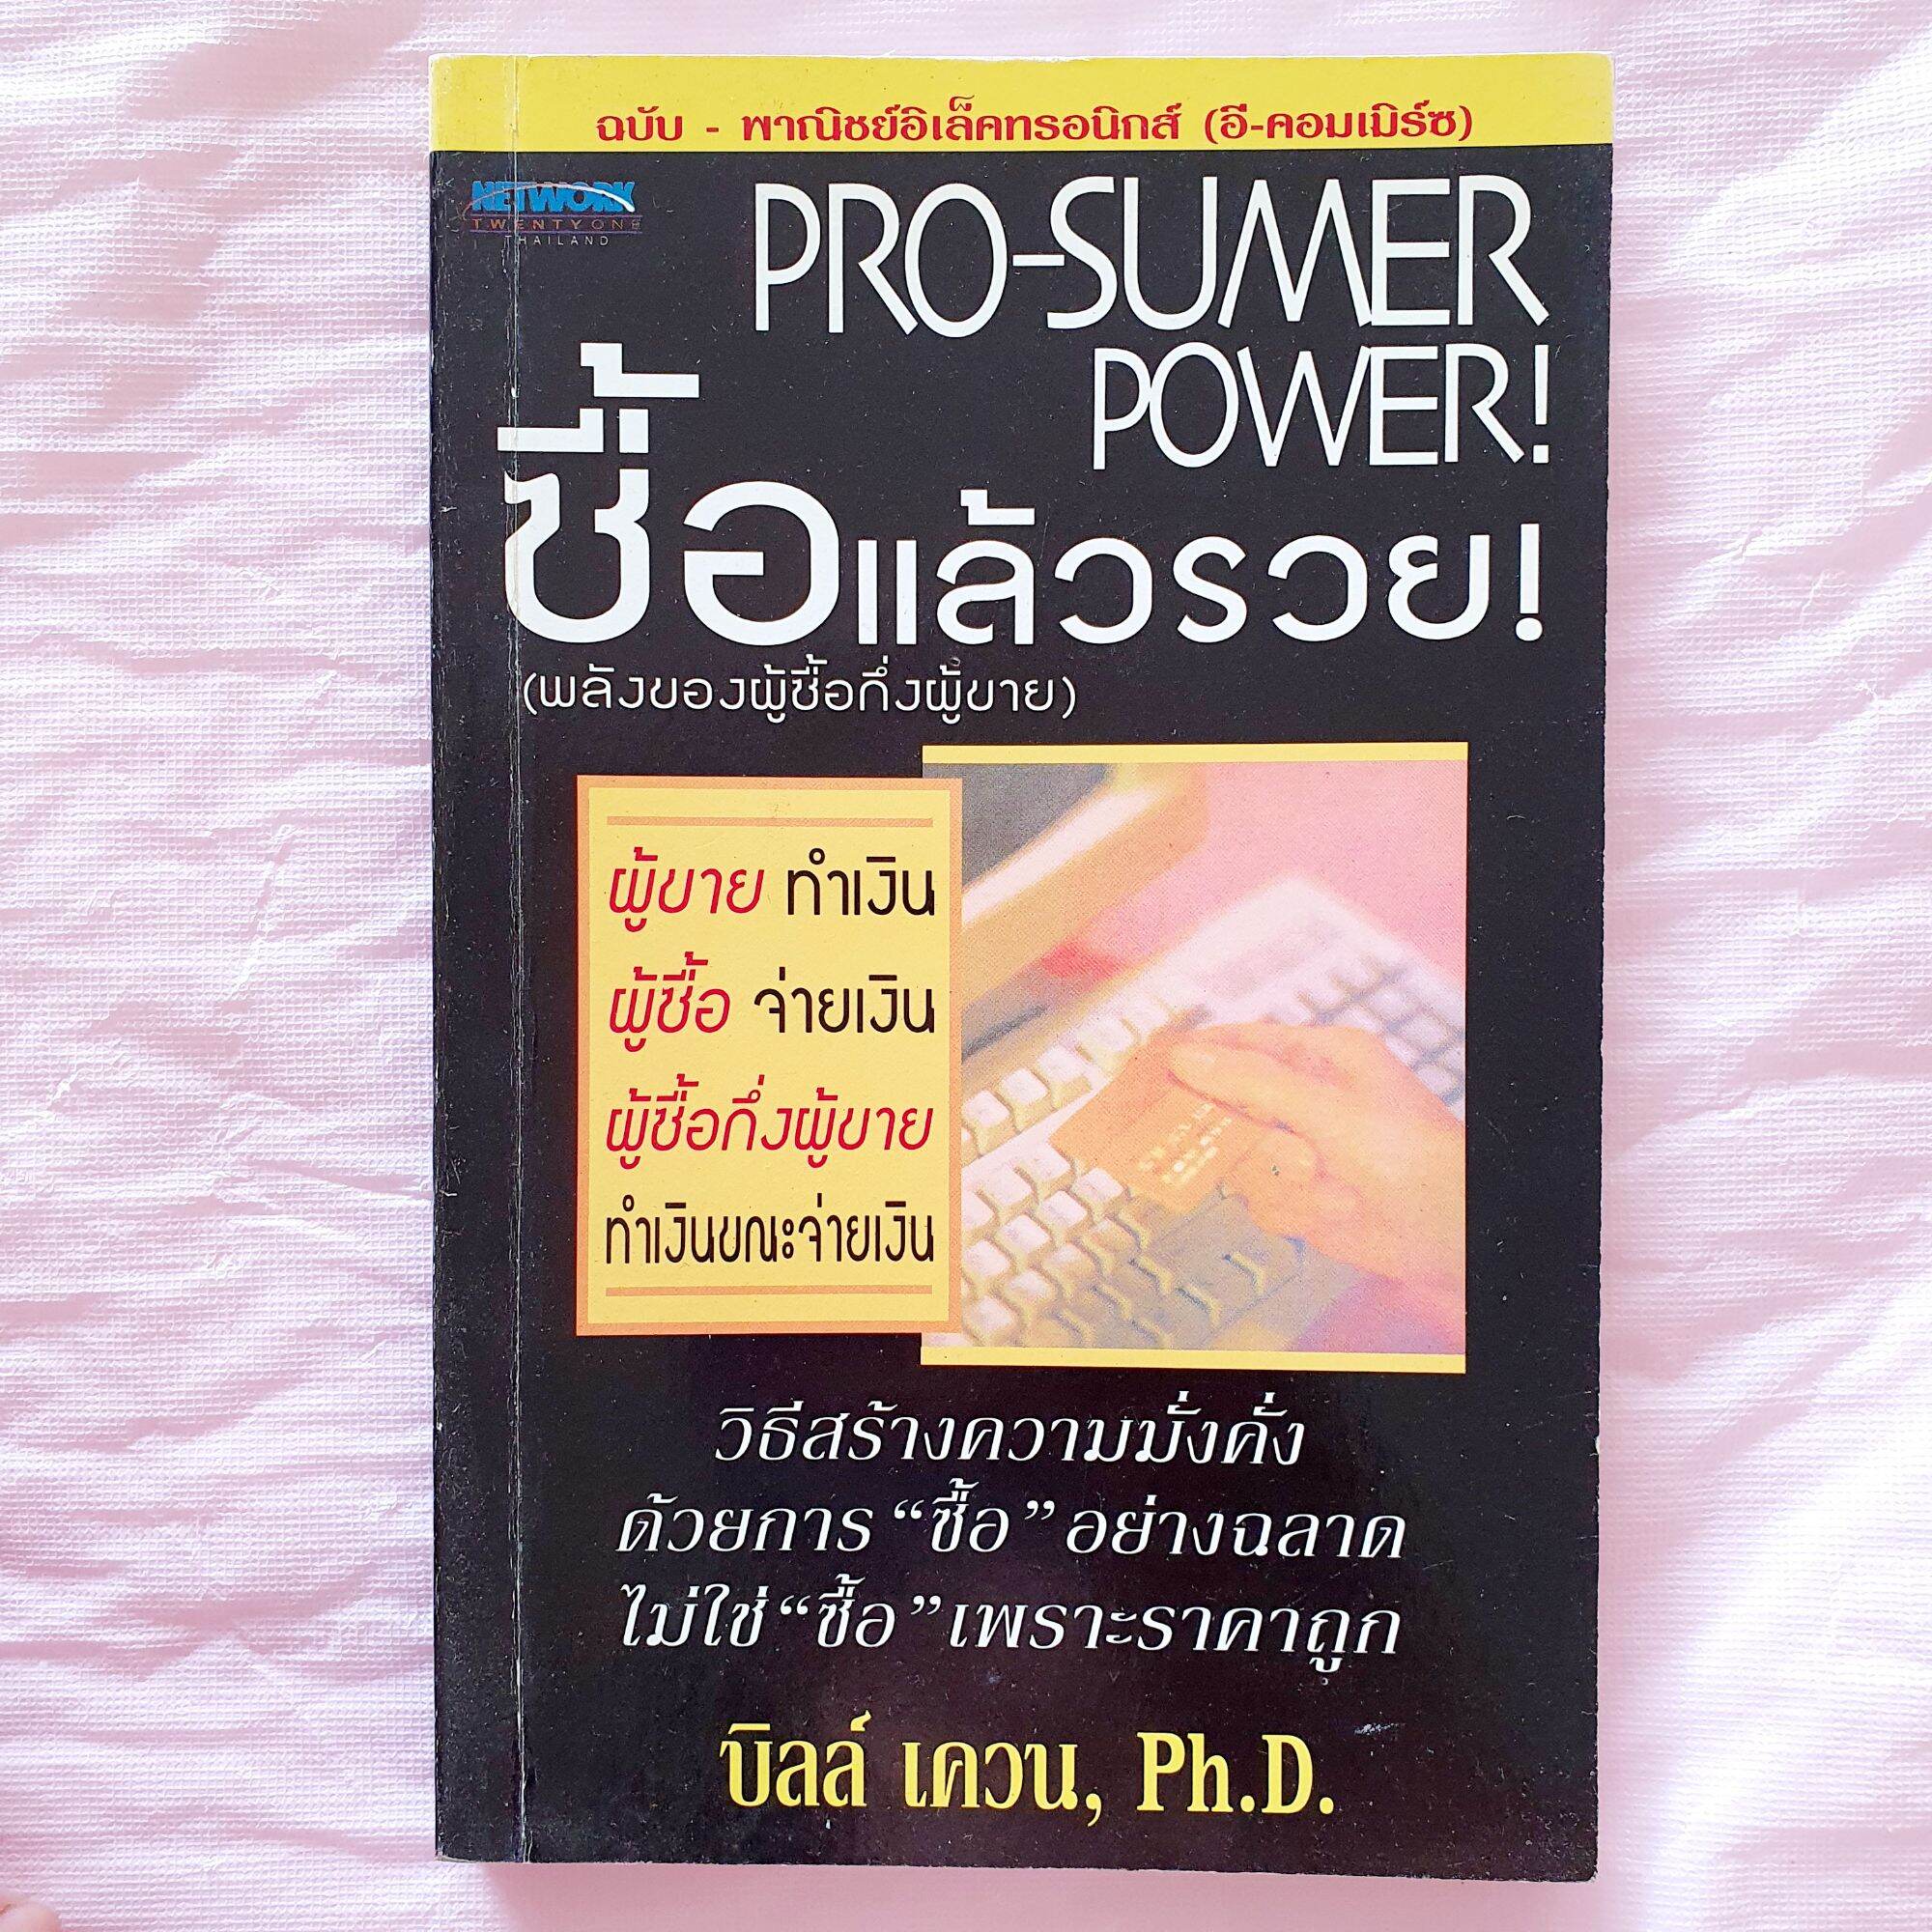 ฉบับ - พาณิชย์อิเล็คทรอนิกส์ (อี-คอมเมิร์ซ)
NETWORK
TWENTYONE
THAILAND
PRO-SUMER
POWER!
ซื้อแล้วรวย!
(พลังของผู้ซื้อกึ่งผู้ขาย)
ผู้ขาย ทำเงิน
ผู้ซื้อ จ่ายเงิน
ผู้ซื้อกึ่งผู้ขาย
ทำเงินขณะจ่ายเงิน
วิธีสร้างความมั่งคั่ง
ด้วยการ “ซื้อ” อย่างฉลาด
ไม่ใช่ “ซื้อ” เพราะราคาถูก
บิลล์ เควน, Ph.D.